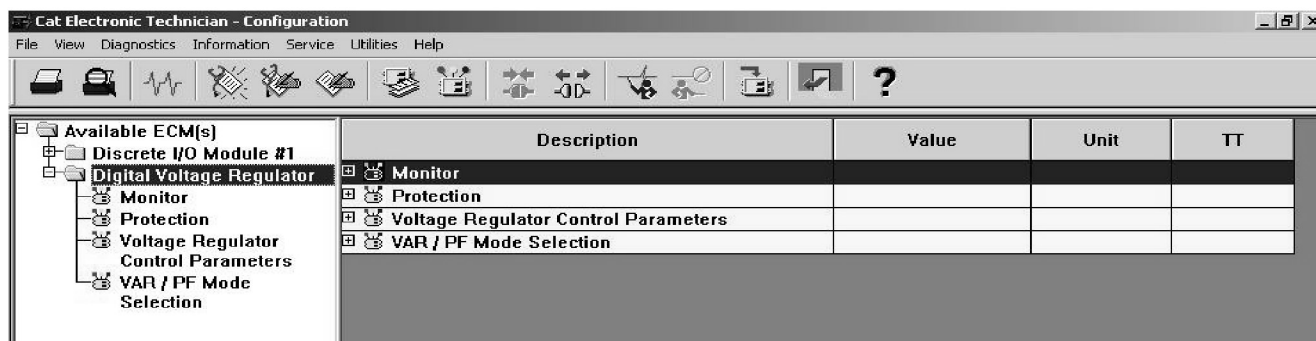 Cat Electronic Technician - Configuration
File View Diagnostics Information Service Utilities Help
Available ECM(s)
Discrete I/O Module #1
Digital Voltage Regulator
Monitor
Protection
Voltage Regulator
Control Parameters
VAR / PF Mode
Selection
Description Value Unit TT
Monitor
Protection
Voltage Regulator Control Parameters
VAR / PF Mode Selection